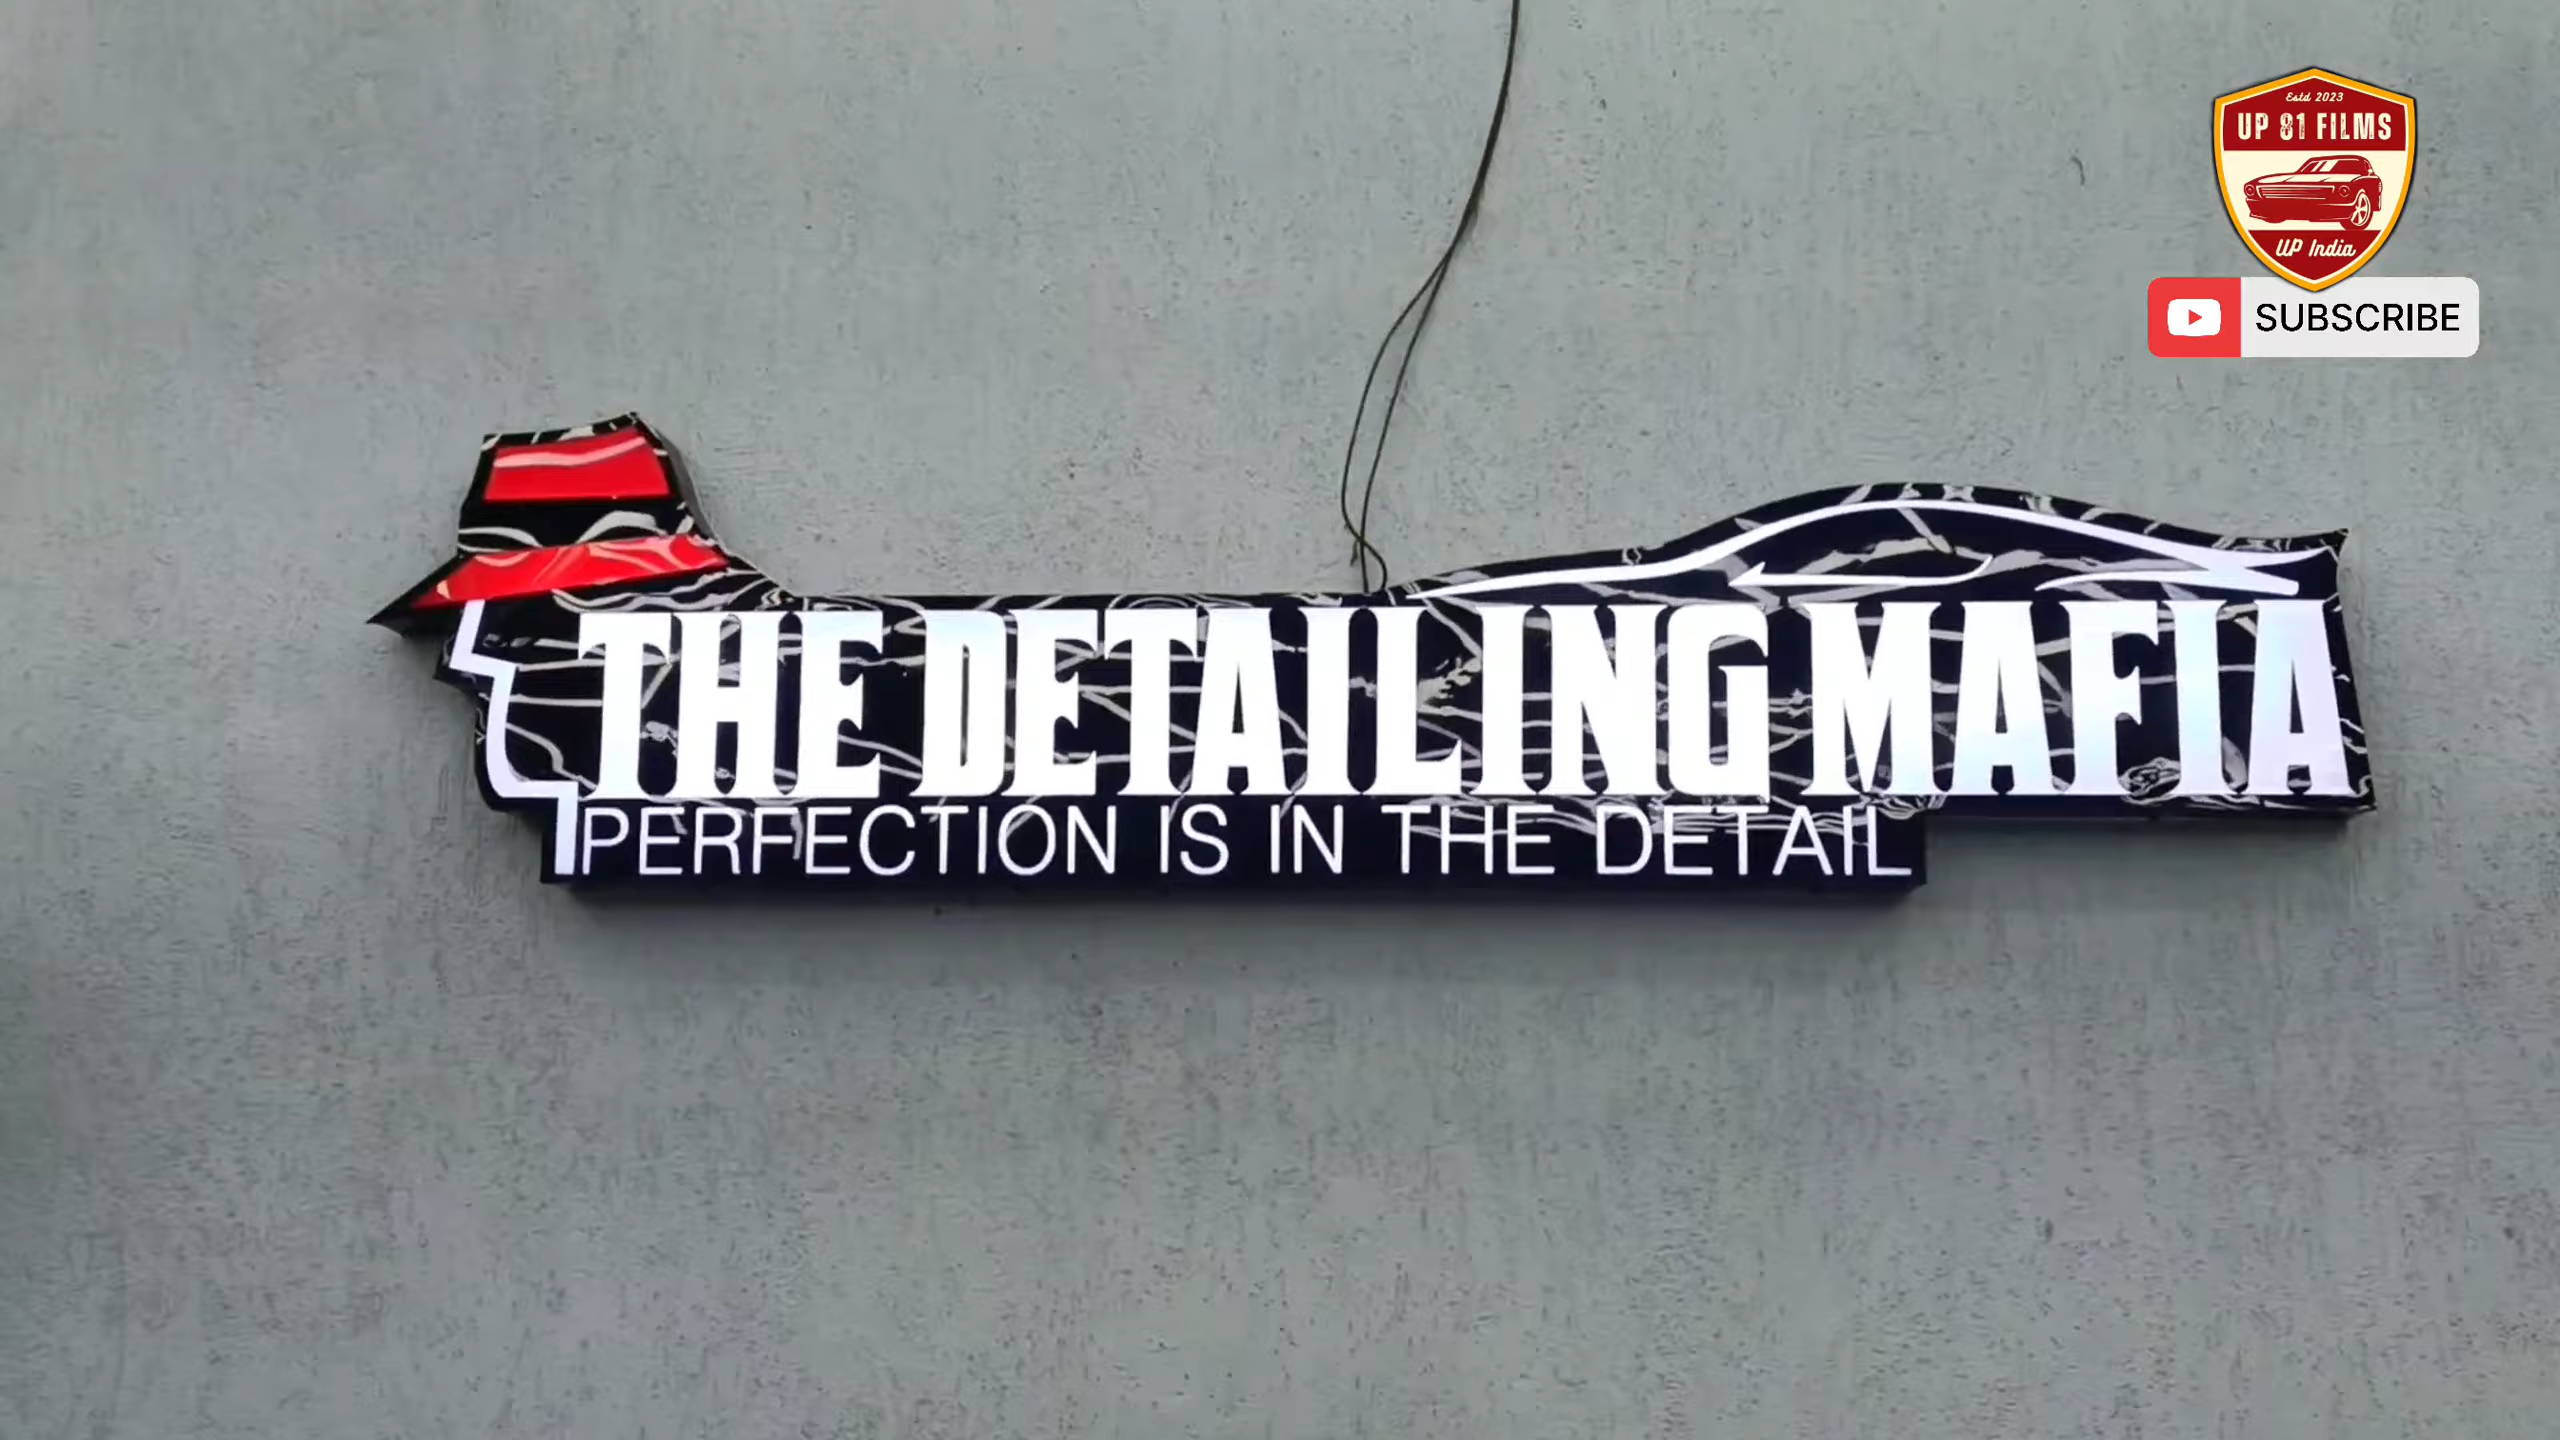 Estd 2023
UP 81 FILMS
UP India
SUBSCRIBE
THE DETAILING MAFIA
PERFECTION IS IN THE DETAIL